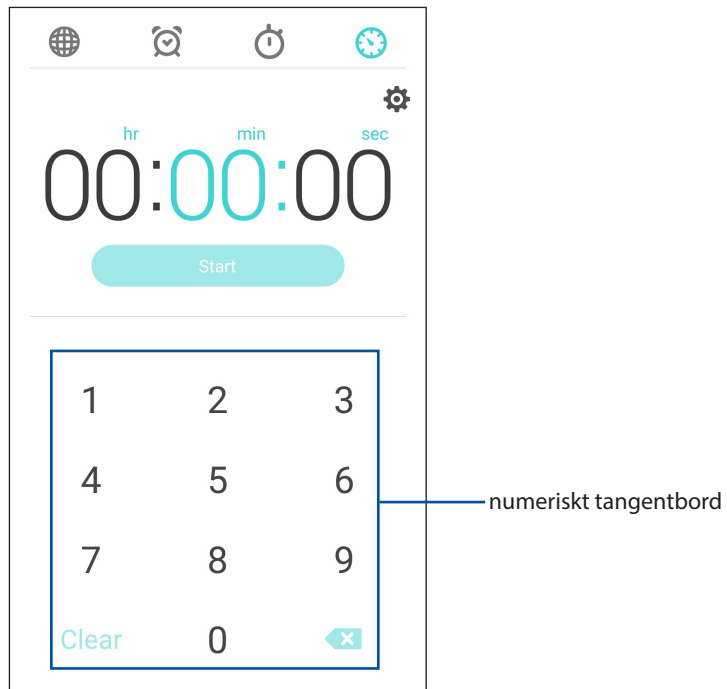 hr min sec
00:00:00
Start
1 2 3
4 5 6
numeriskt tangentbord
7 8 9
Clear 0